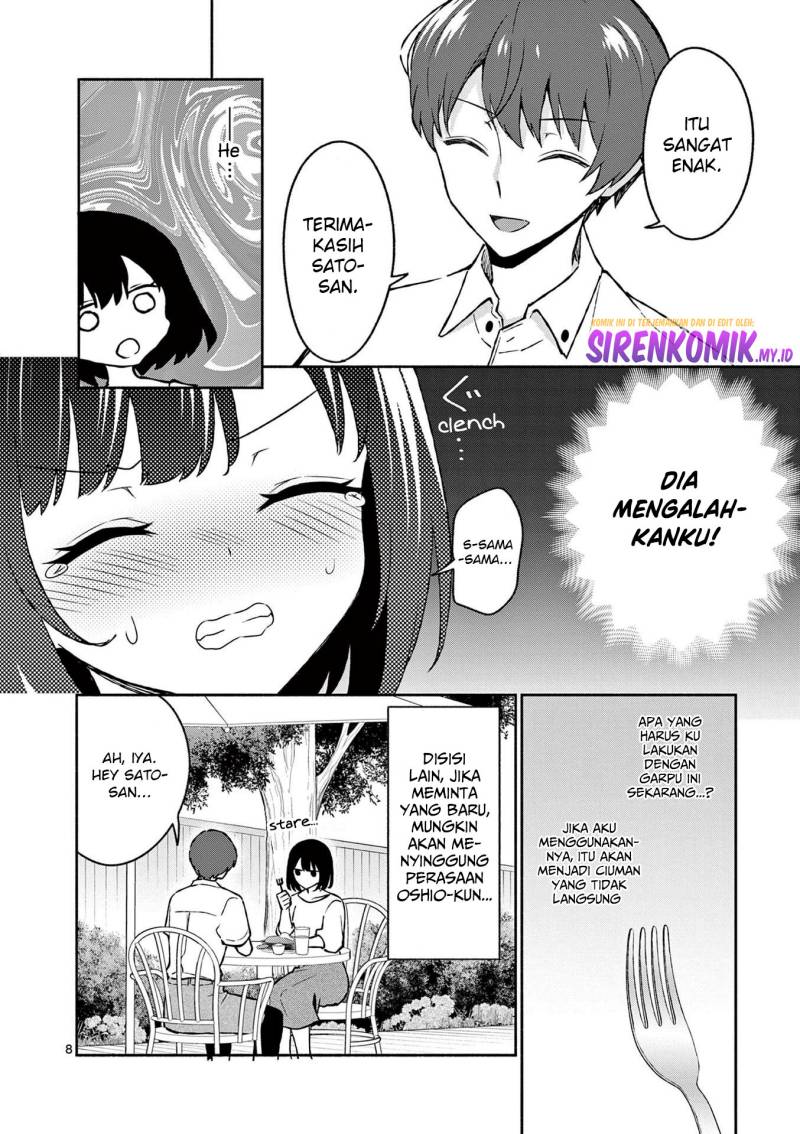 ITU
SANGAT
ENAK.
TERIMA-
KASIH
SATO-
SAN.
He
...
KOMIK INI DI TERJEMAHKAN DAN DI EDIT OLEH:
SIRENKOMIK.MY.ID
DIA
MENGALAH-
KANKU!
clench
...
S-SAMA
-SAMA...
APA YANG
HARUS KU
LAKUKAN
DENGAN
GARPU INI
SEKARANG...?
JIKA AKU
MENGGUNAKAN-
NYA, ITU AKAN
MENJADI CIUMAN
YANG TIDAK
LANGSUNG
DISISI
LAIN, JIKA
MEMINTA
YANG BARU,
MUNGKIN
AKAN ME-
NYINGGUNG
PERASAAN
OSHIO-KUN...
stare...
AH, IYA.
HEY SATO-
SAN...
8